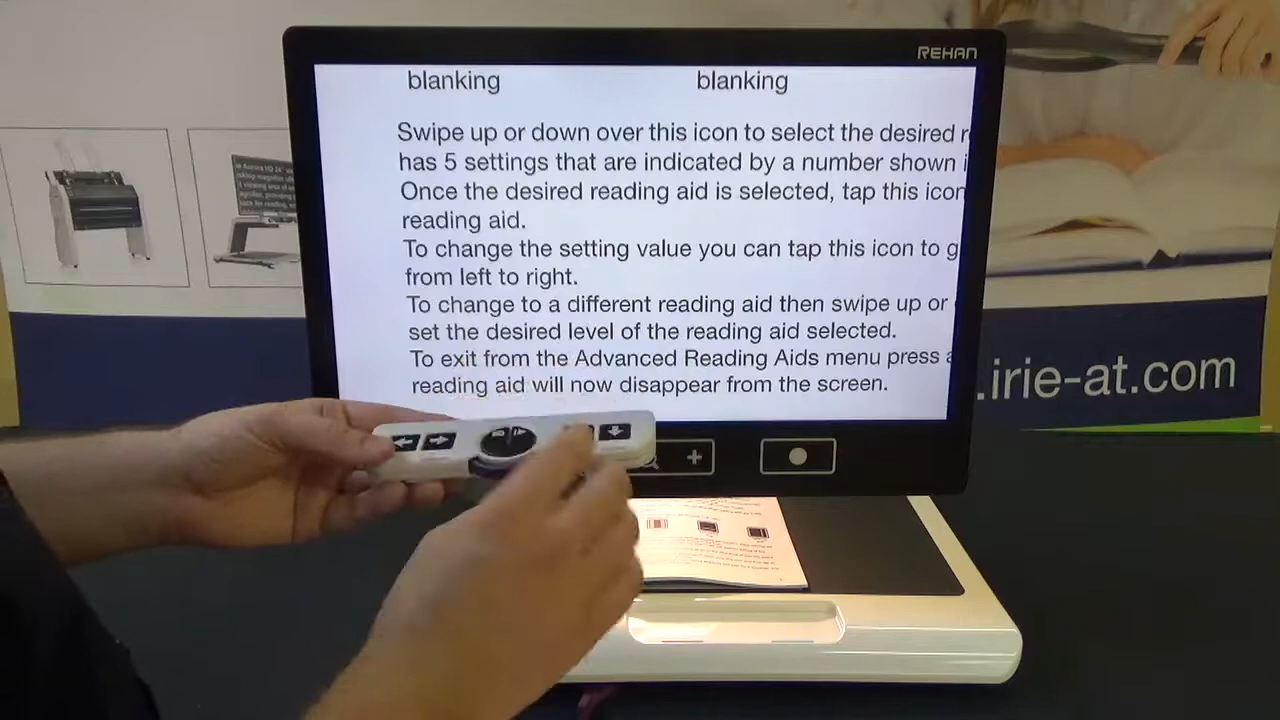 REHAN
blanking blanking
Swipe up or down over this icon to select the desired
has 5 settings that are indicated by a number shown
Once the desired reading aid is selected, tap this icon
reading aid.
To change the setting value you can tap this icon to g
from left to right.
To change to a different reading aid then swipe up or
set the desired level of the reading aid selected.
To exit from the Advanced Reading Aids menu press a
reading aid will now disappear from the screen.
.irie-at.com